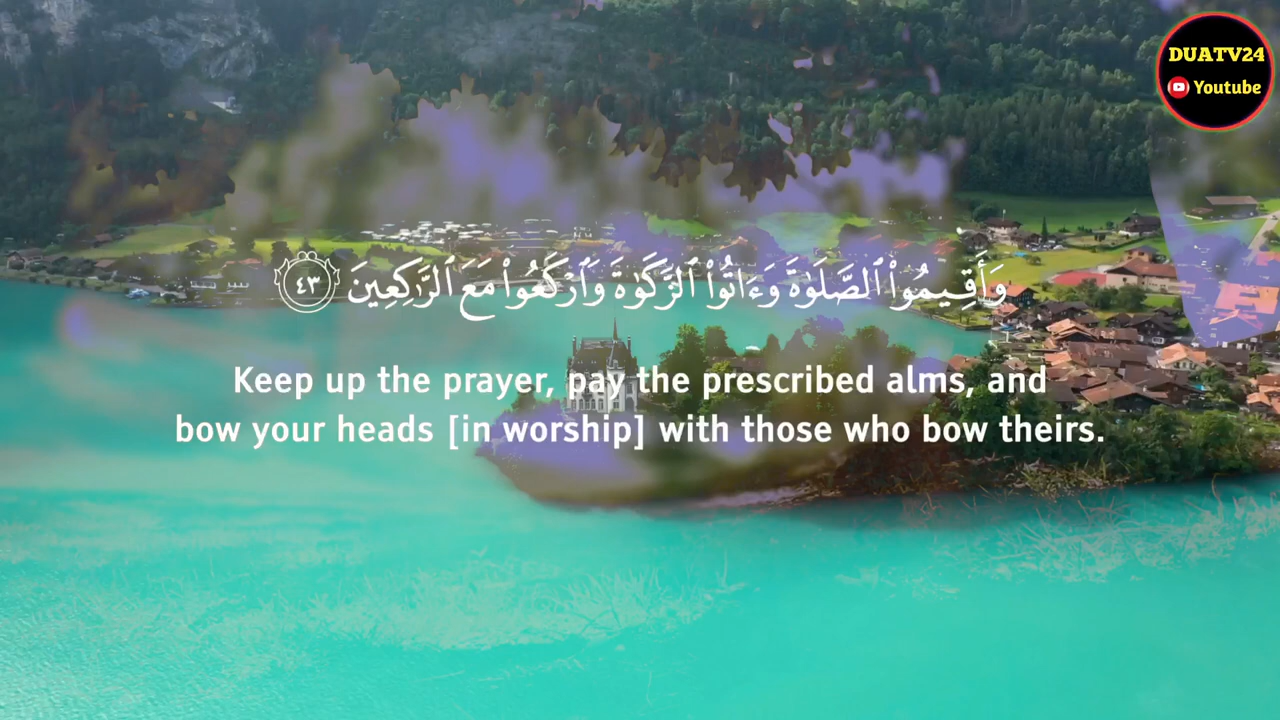 DUATV24
Youtube
وَأَقِيمُوا۟ ٱلصَّلَوٰةَ وَءَاتُوا۟ ٱلزَّكَوٰةَ وَٱرْكَعُوا۟ مَعَ ٱلرَّٰكِعِينَ ٤٣
Keep up the prayer, pay the prescribed alms, and
bow your heads [in worship] with those who bow theirs.